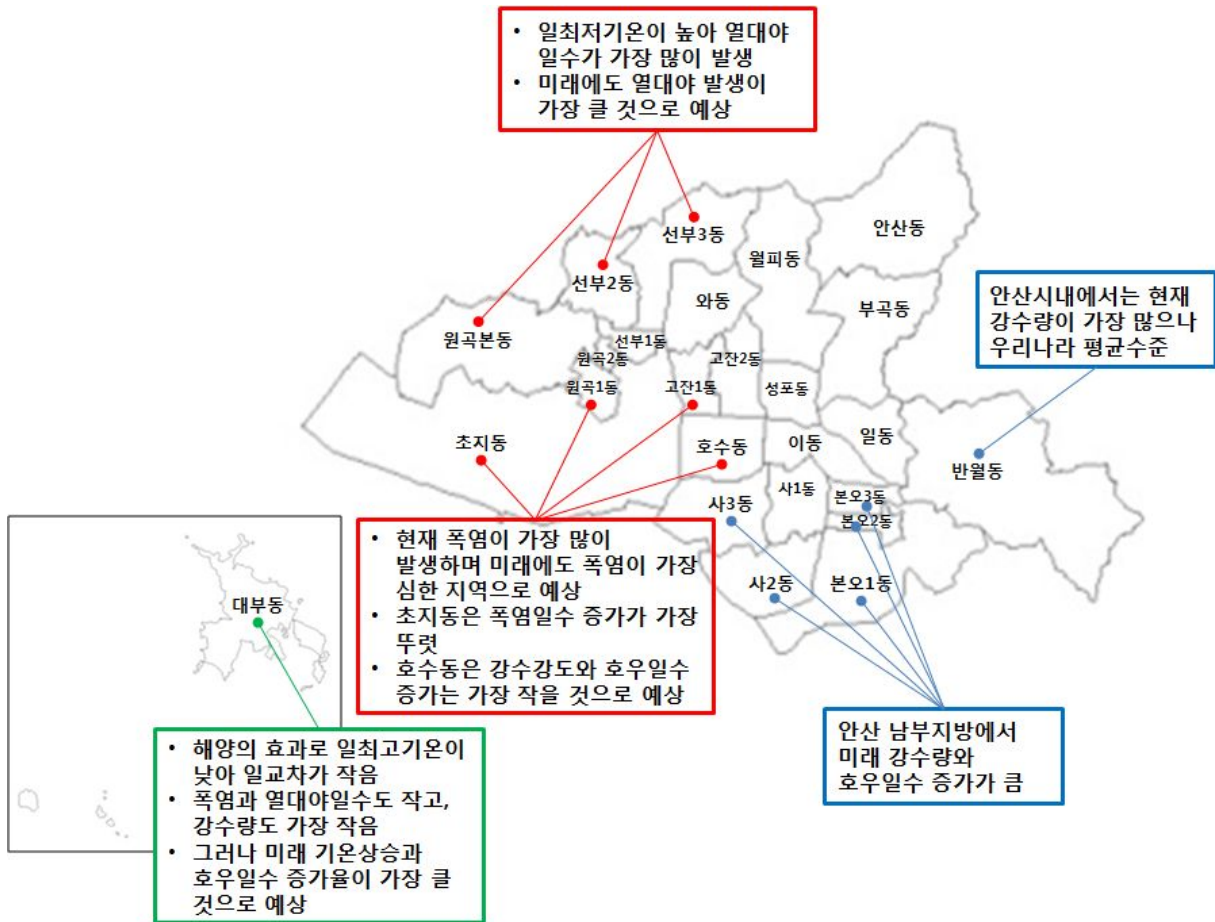 • 일최저기온이 높아 열대야
일수가 가장 많이 발생
• 미래에도 열대야 발생이
가장 클 것으로 예상
안산동
선부3동
월피동
선부2동
와동
부곡동
안산시내에서는 현재
강수량이 가장 많으나
우리나라 평균수준
원곡본동
선부1동
원곡2동
고잔2동
원곡1동
고잔1동
성포동
초지동
호수동
이동
일동
반월동
사1동
본오3동
사3동
본오2동
사2동
본오1동
• 현재 폭염이 가장 많이
발생하며 미래에도 폭염이 가장
심한 지역으로 예상
• 초지동은 폭염일수 증가가 가장
뚜렷
• 호수동은 강수강도와 호우일수
증가는 가장 작을 것으로 예상
대부동
안산 남부지방에서
미래 강수량와
호우일수 증가가 큼
• 해양의 효과로 일최고기온이
낮아 일교차가 작음
• 폭염과 열대야일수도 작고,
강수량도 가장 작음
• 그러나 미래 기온상승과
호우일수 증가율이 가장 클
것으로 예상